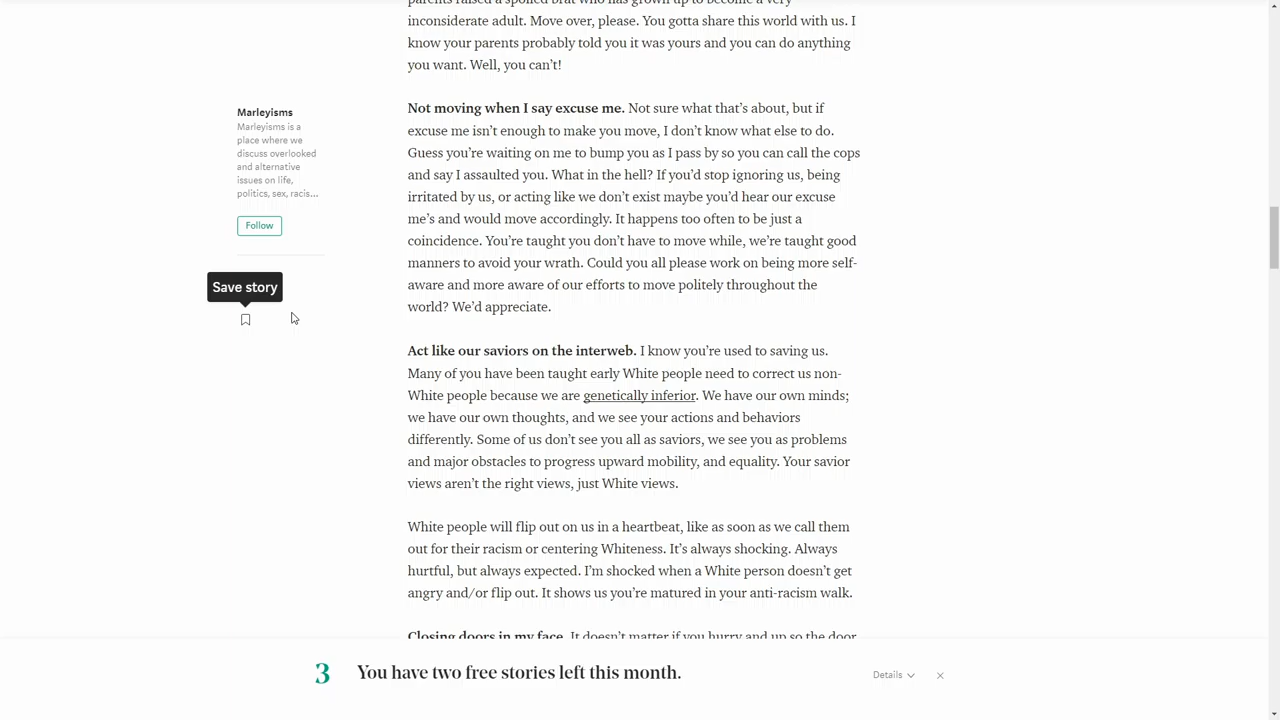 parents raised a spoiled brat who has grown up to become a very
inconsiderate adult. Move over, please. You gotta share this world with us. I
know your parents probably told you it was yours and you can do anything
you want. Well, you can’t!
Marleyisms
Marleyisms is a
place where we
discuss overlooked
and alternative
issues on life,
politics, sex, racis...
Follow
Save story
Not moving when I say excuse me. Not sure what that’s about, but if
excuse me isn’t enough to make you move, I don’t know what else to do.
Guess you’re waiting on me to bump you as I pass by so you can call the cops
and say I assaulted you. What in the hell? If you’d stop ignoring us, being
irritated by us, or acting like we don’t exist maybe you’d hear our excuse
me’s and would move accordingly. It happens too often to be just a
coincidence. You’re taught you don’t have to move while, we’re taught good
manners to avoid your wrath. Could you all please work on being more self-
aware and more aware of our efforts to move politely throughout the
world? We’d appreciate.
Act like our saviors on the interweb. I know you’re used to saving us.
Many of you have been taught early White people need to correct us non-
White people because we are genetically inferior. We have our own minds;
we have our own thoughts, and we see your actions and behaviors
differently. Some of us don’t see you all as saviors, we see you as problems
and major obstacles to progress upward mobility, and equality. Your savior
views aren’t the right views, just White views.
White people will flip out on us in a heartbeat, like as soon as we call them
out for their racism or centering Whiteness. It’s always shocking. Always
hurtful, but always expected. I’m shocked when a White person doesn’t get
angry and/or flip out. It shows us you’re matured in your anti-racism walk.
Closing doors in my face. It doesn’t matter if you hurry and up so the door
3 You have two free stories left this month.
Details